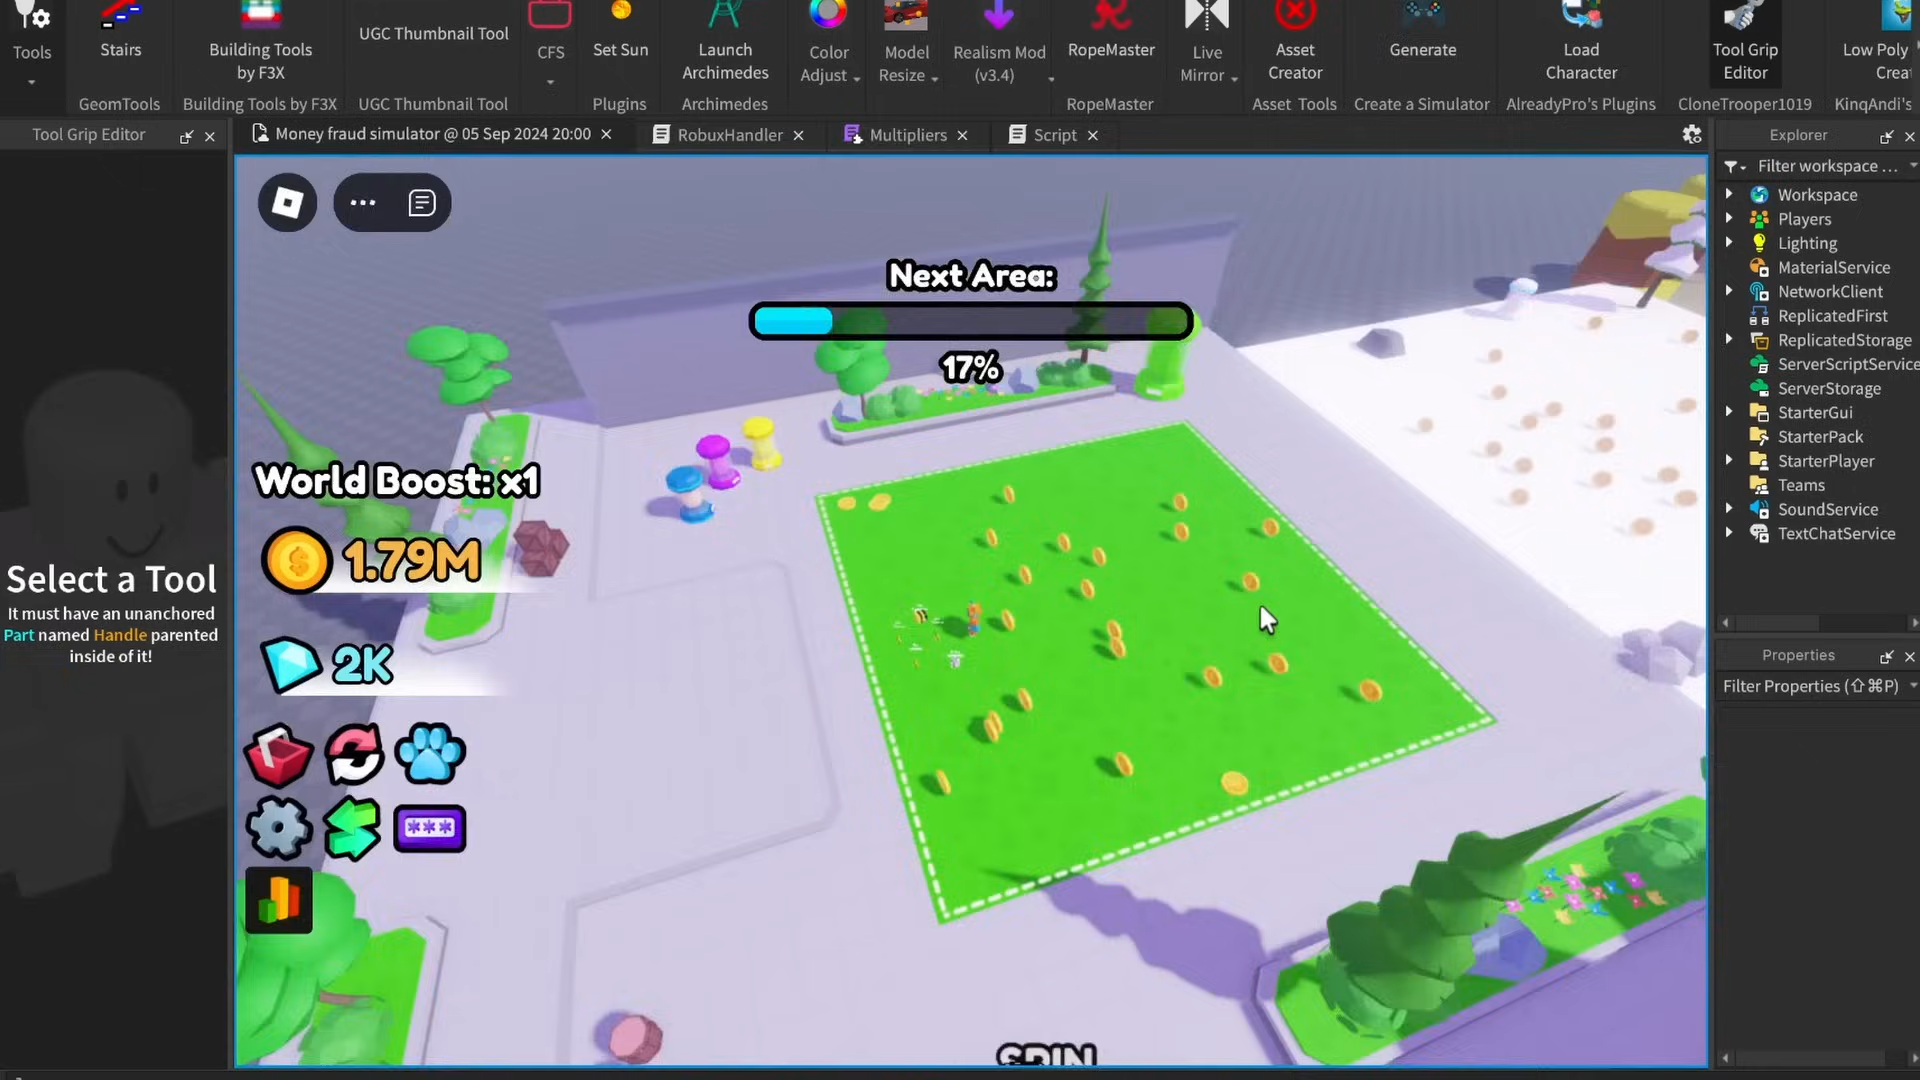 Tools
Stairs
GeomTools
Building Tools
by F3X
Building Tools by F3X
UGC Thumbnail Tool
UGC Thumbnail Tool
CFS
Set Sun
Plugins
Launch
Archimedes
Archimedes
Color
Adjust
Model
Resize
Realism Mod
(v3.4)
RopeMaster
RopeMaster
Live
Mirror
Asset
Creator
Asset Tools
Generate
Create a Simulator
Load
Character
AlreadyPro's Plugins
Tool Grip
Editor
CloneTrooper1019
Low Poly
KinqAndi's
Tool Grip Editor
Money fraud simulator @ 05 Sep 2024 20:00
RobuxHandler
Multipliers
Script
Explorer
Filter workspace ...
Workspace
Players
Lighting
MaterialService
NetworkClient
ReplicatedFirst
ReplicatedStorage
ServerScriptService
ServerStorage
StarterGui
StarterPack
StarterPlayer
Teams
SoundService
TextChatService
Properties
Filter Properties (⇧⌘P)
Select a Tool
It must have an unanchored
Part named Handle parented
inside of it!
Next Area:
17%
World Boost: x1
1.79M
2K
***
SPIN